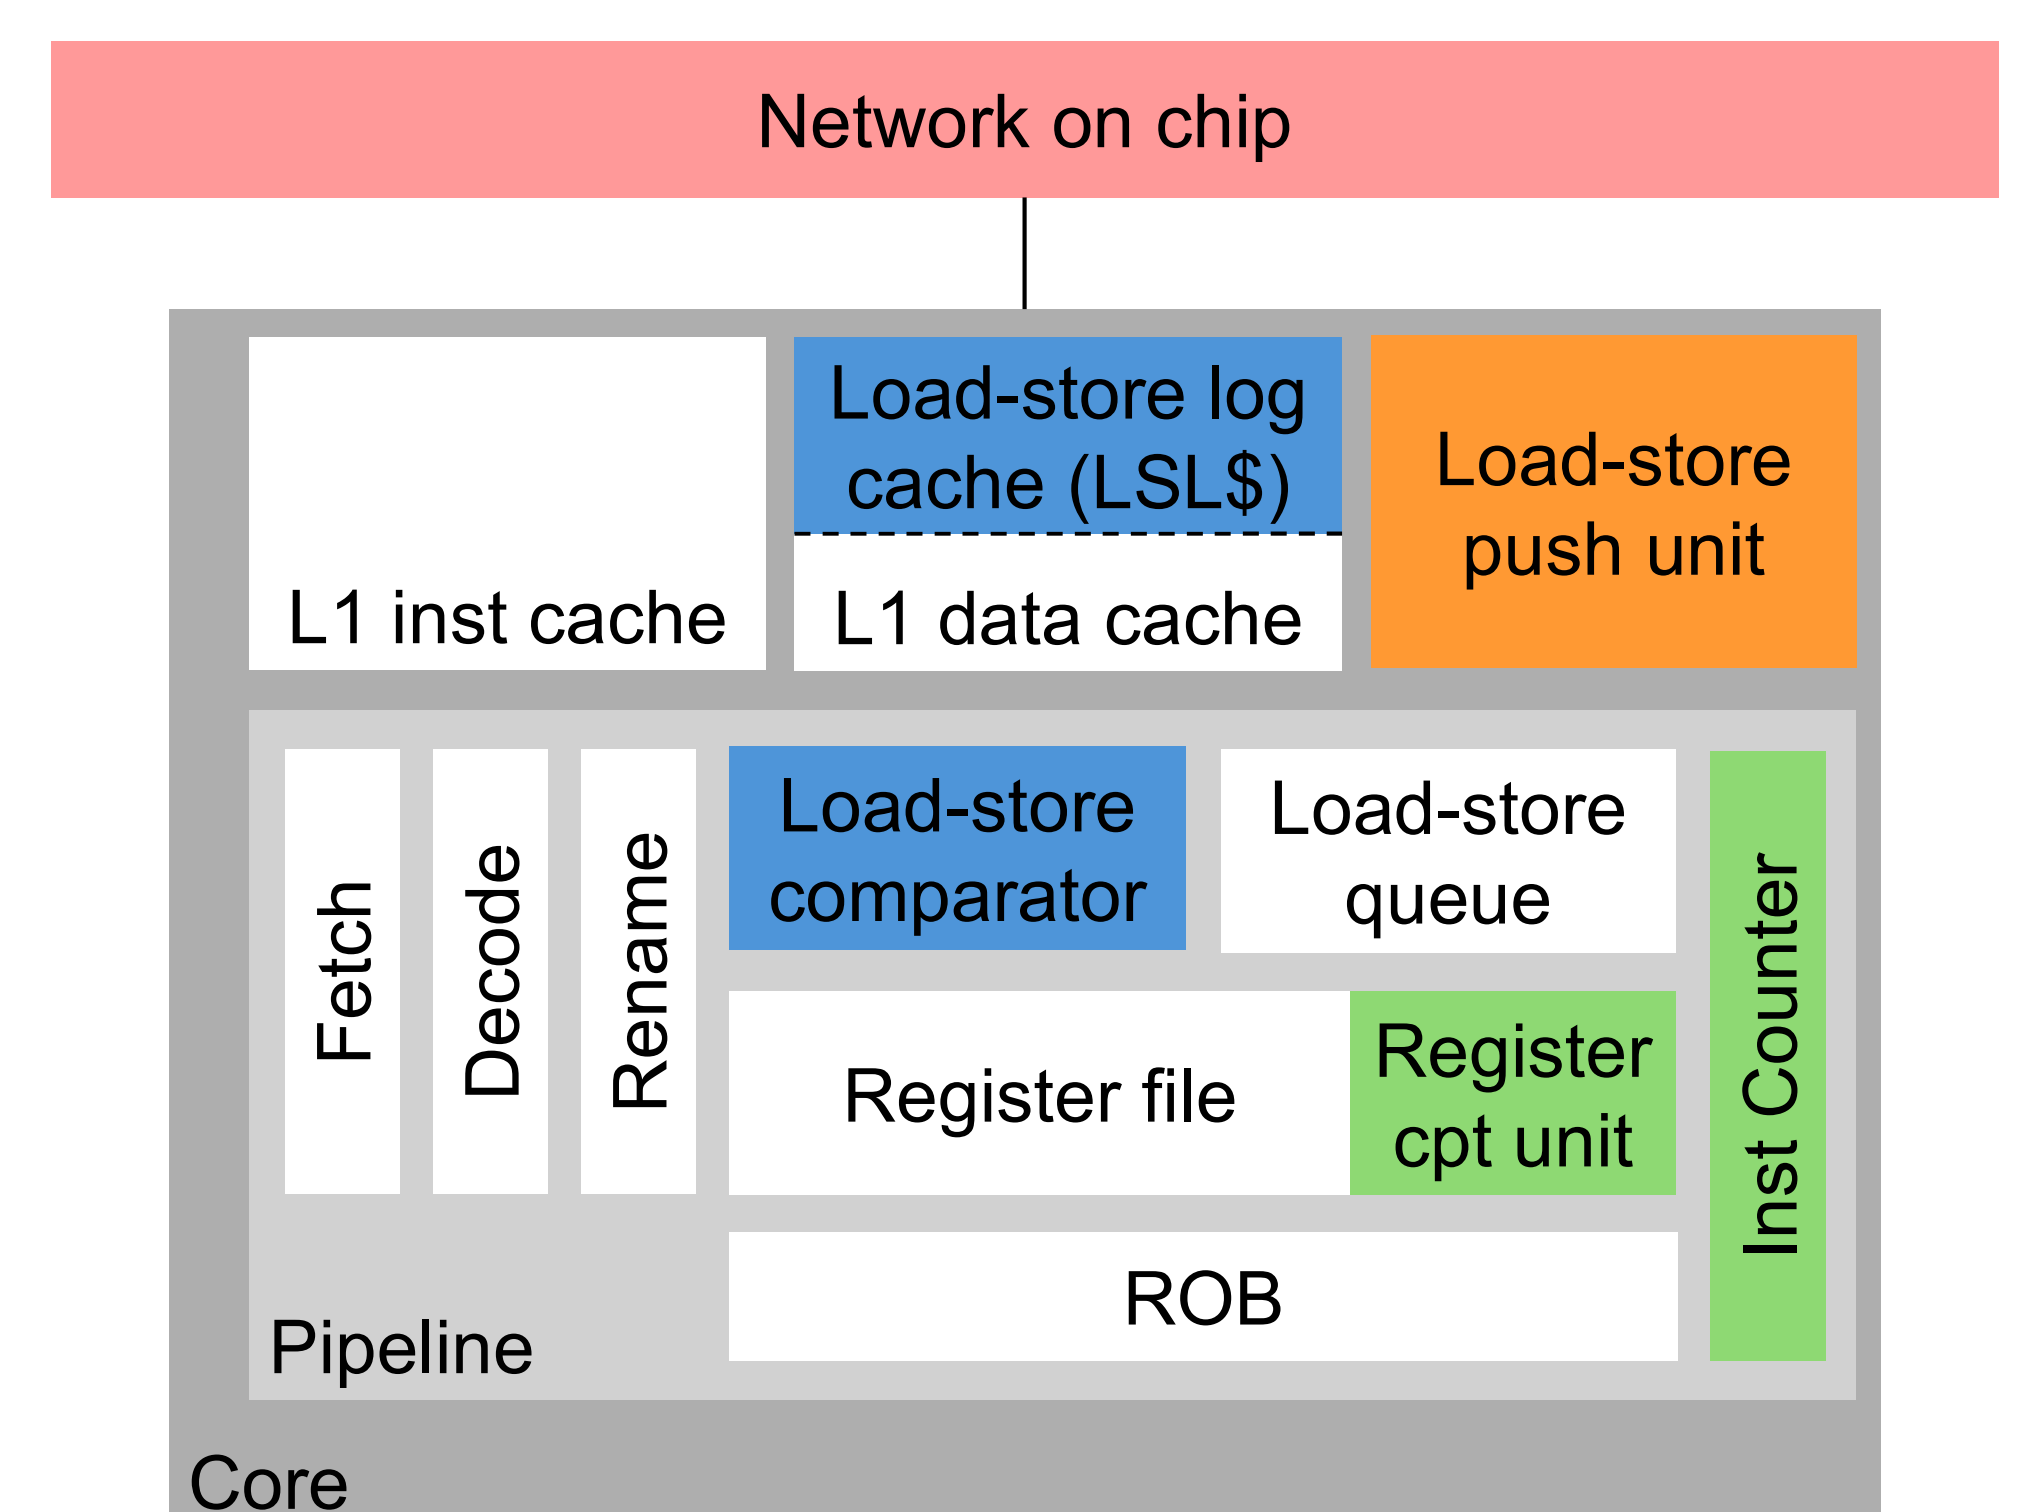 Network on chip
Load-store log
cache (LSL$)
L1 inst cache
L1 data cache
Load-store
push unit
Fetch
Decode
Rename
Load-store
comparator
Load-store
queue
Register file
Register
cpt unit
Inst Counter
ROB
Pipeline
Core